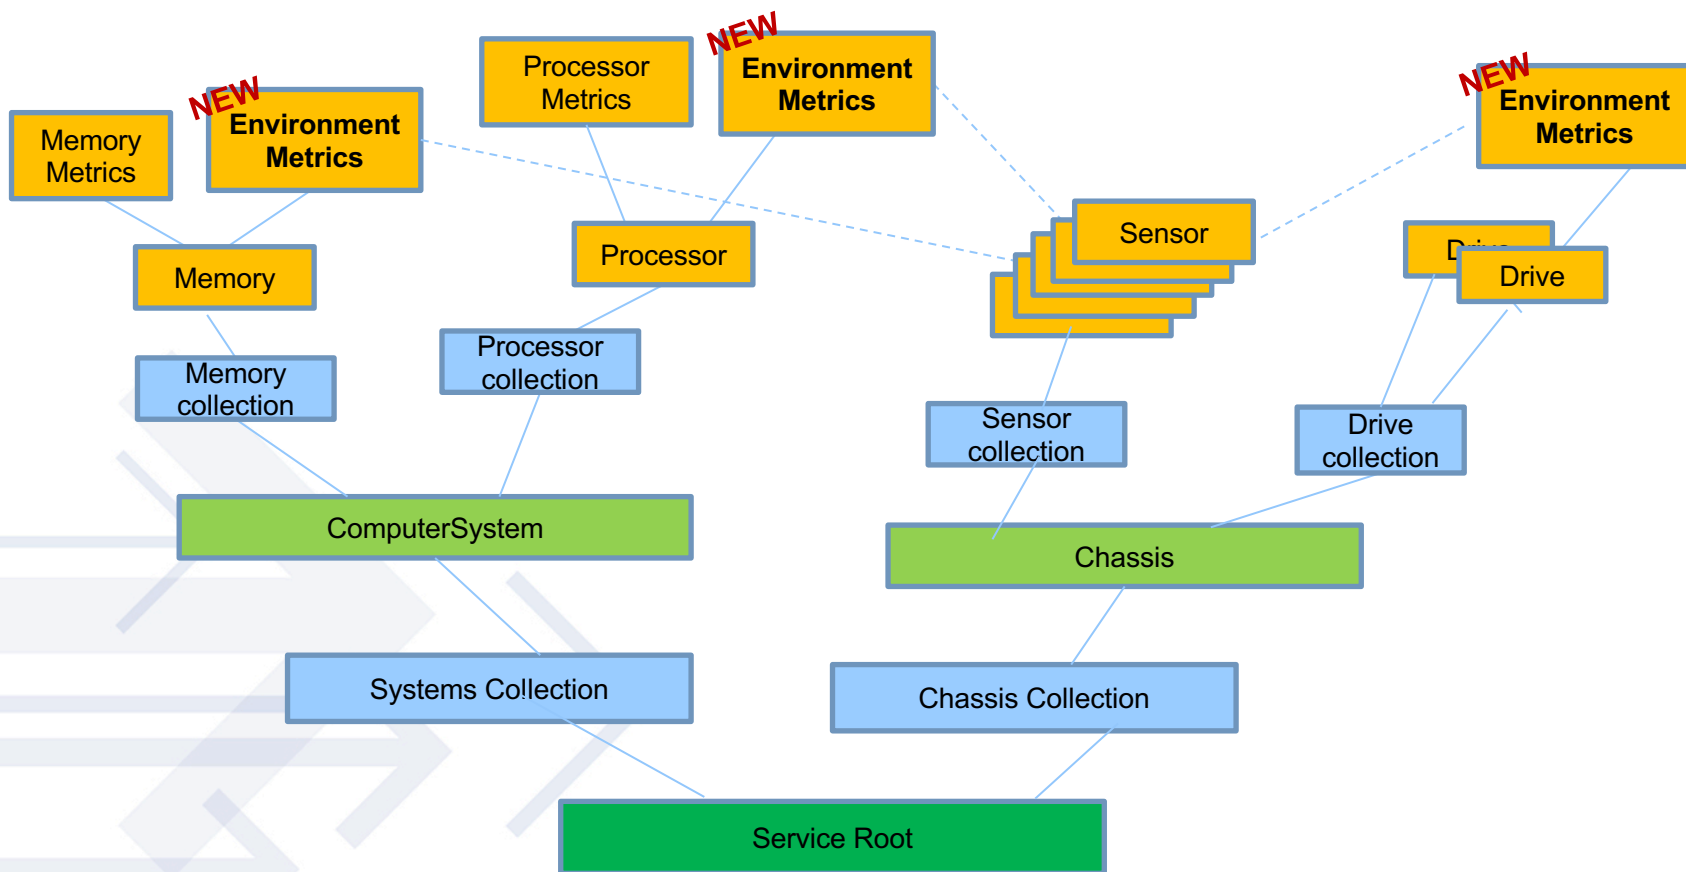 NEW
Environment
Metrics
Processor
Metrics
NEW
Environment
Metrics
NEW
Environment
Metrics
Memory
Metrics
Memory
Processor
Sensor
Drive
Drive
Memory
collection
Processor
collection
Sensor
collection
Drive
collection
ComputerSystem
Chassis
Systems Collection
Chassis Collection
Service Root